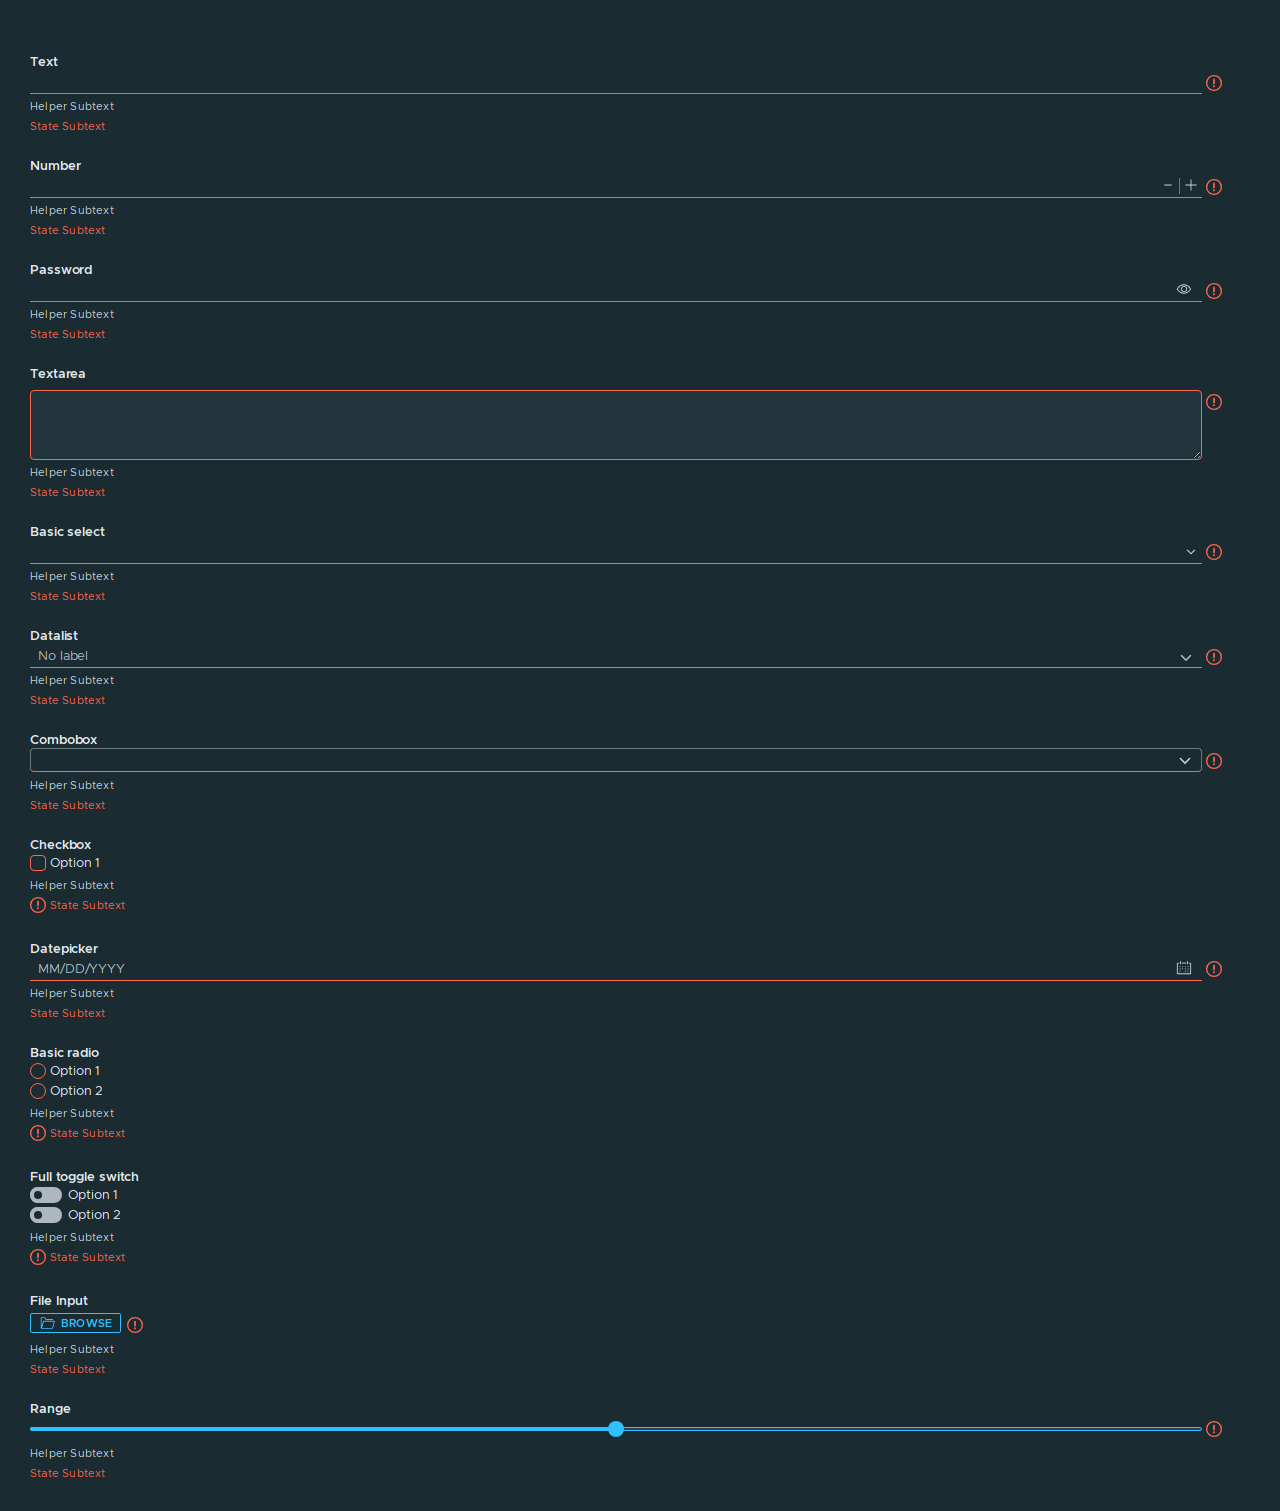 Text
Helper Subtext
State Subtext
Number
Helper Subtext
State Subtext
Password
Helper Subtext
State Subtext
Textarea
Helper Subtext
State Subtext
Basic select
Helper Subtext
State Subtext
Datalist
No label
Helper Subtext
State Subtext
Combobox
Helper Subtext
State Subtext
Checkbox
Option 1
Helper Subtext
State Subtext
Datepicker
MM/DD/YYYY
Helper Subtext
State Subtext
Basic radio
Option 1
Option 2
Helper Subtext
State Subtext
Full toggle switch
Option 1
Option 2
Helper Subtext
State Subtext
File Input
BROWSE
Helper Subtext
State Subtext
Range
Helper Subtext
State Subtext